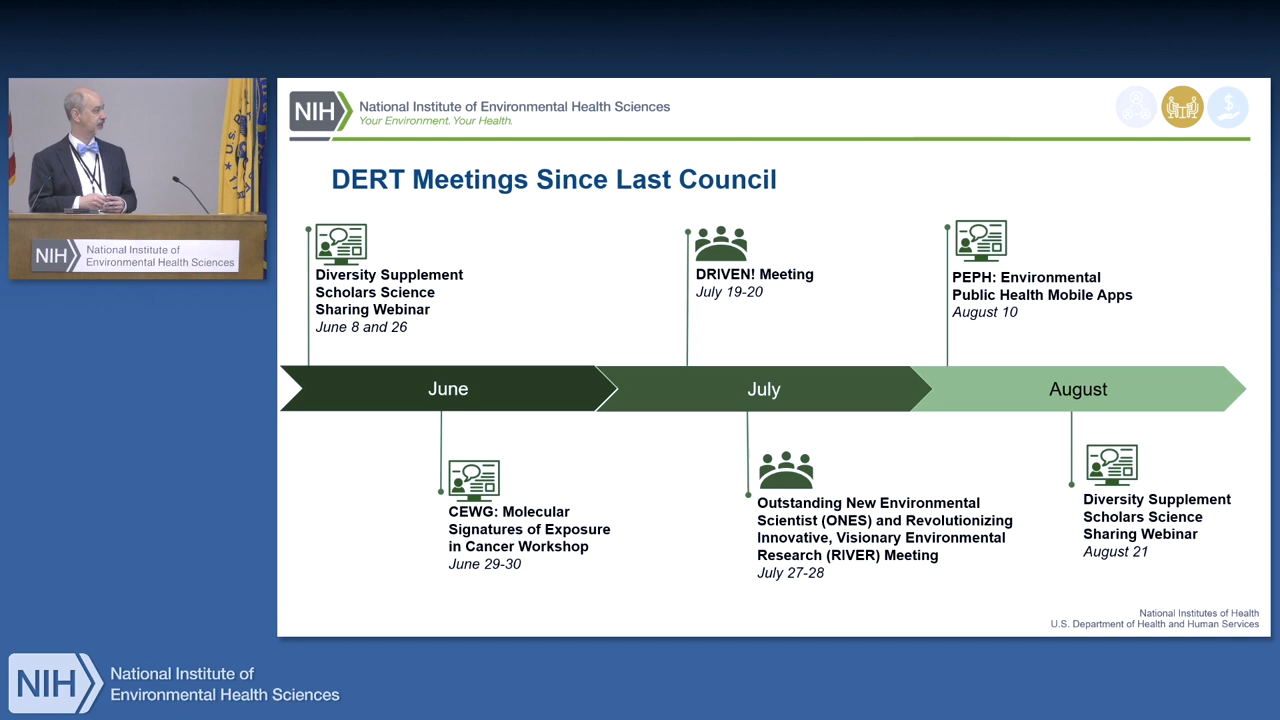 NIH
National Institute of
Environmental Health Sciences
U.S.
NIH
National Institute of Environmental Health Sciences
Your Environment. Your Health.
$
DERT Meetings Since Last Council
Diversity Supplement
Scholars Science
Sharing Webinar
June 8 and 26
DRIVEN! Meeting
July 19-20
PEPH: Environmental
Public Health Mobile Apps
August 10
June
July
August
CEWG: Molecular
Signatures of Exposure
in Cancer Workshop
June 29-30
Outstanding New Environmental
Scientist (ONES) and Revolutionizing
Innovative, Visionary Environmental
Research (RIVER) Meeting
July 27-28
Diversity Supplement
Scholars Science
Sharing Webinar
August 21
National Institutes of Health
U.S. Department of Health and Human Services
NIH
National Institute of
Environmental Health Sciences